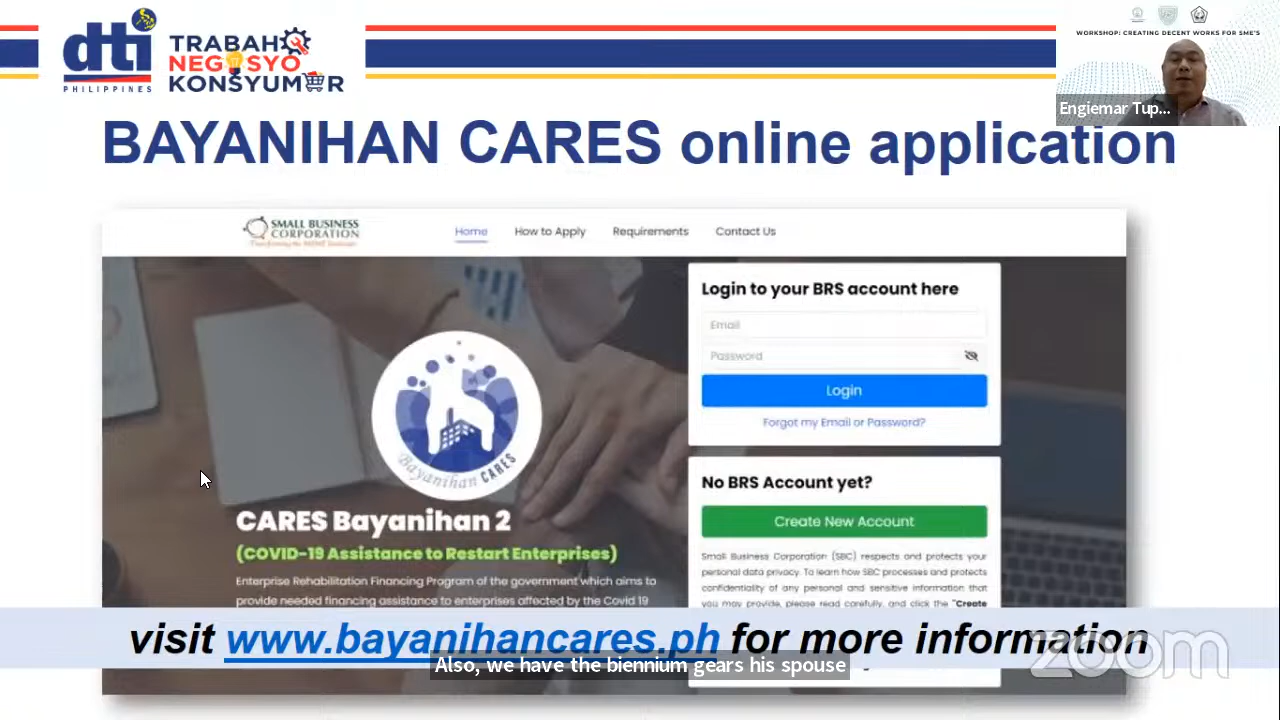 dti
PHILIPPINES
TRABAHO
NEGOSYO
KONSYUMER
WORKSHOP: CREATING DECENT WORKS FOR SME'S
Engiemar Tup...
BAYANIHAN CARES online application
SMALL BUSINESS
CORPORATION
Home How to Apply Requirements Contact Us
Login to your BRS account here
Email
Password
Login
Forgot my Email or Password?
Bayanihan CARES
CARES Bayanihan 2
(COVID-19 Assistance to Restart Enterprises)
Enterprise Rehabilitation Financing Program of the government which aims to
provide needed financing assistance to enterprises affected by the Covid 19
No BRS Account yet?
Create New Account
Small Business Corporation (SBC) respects and protects your
personal data privacy. To learn how SBC processes and protects
confidentiality of any personal and sensitive information that
you may provide, please read carefully, and click the "Create
visit www.bayanihancares.ph for more information
Also, we have the biennium gears his spouse
zoom